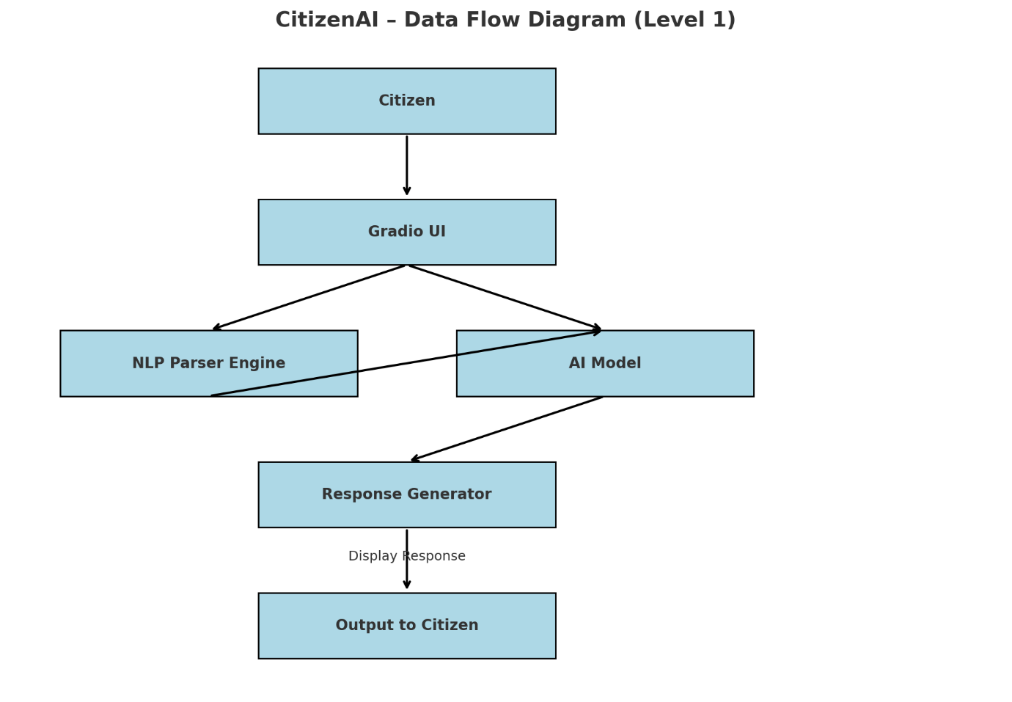 CitizenAI – Data Flow Diagram (Level 1)
Citizen
Gradio UI
NLP Parser Engine
AI Model
Response Generator
Display Response
Output to Citizen